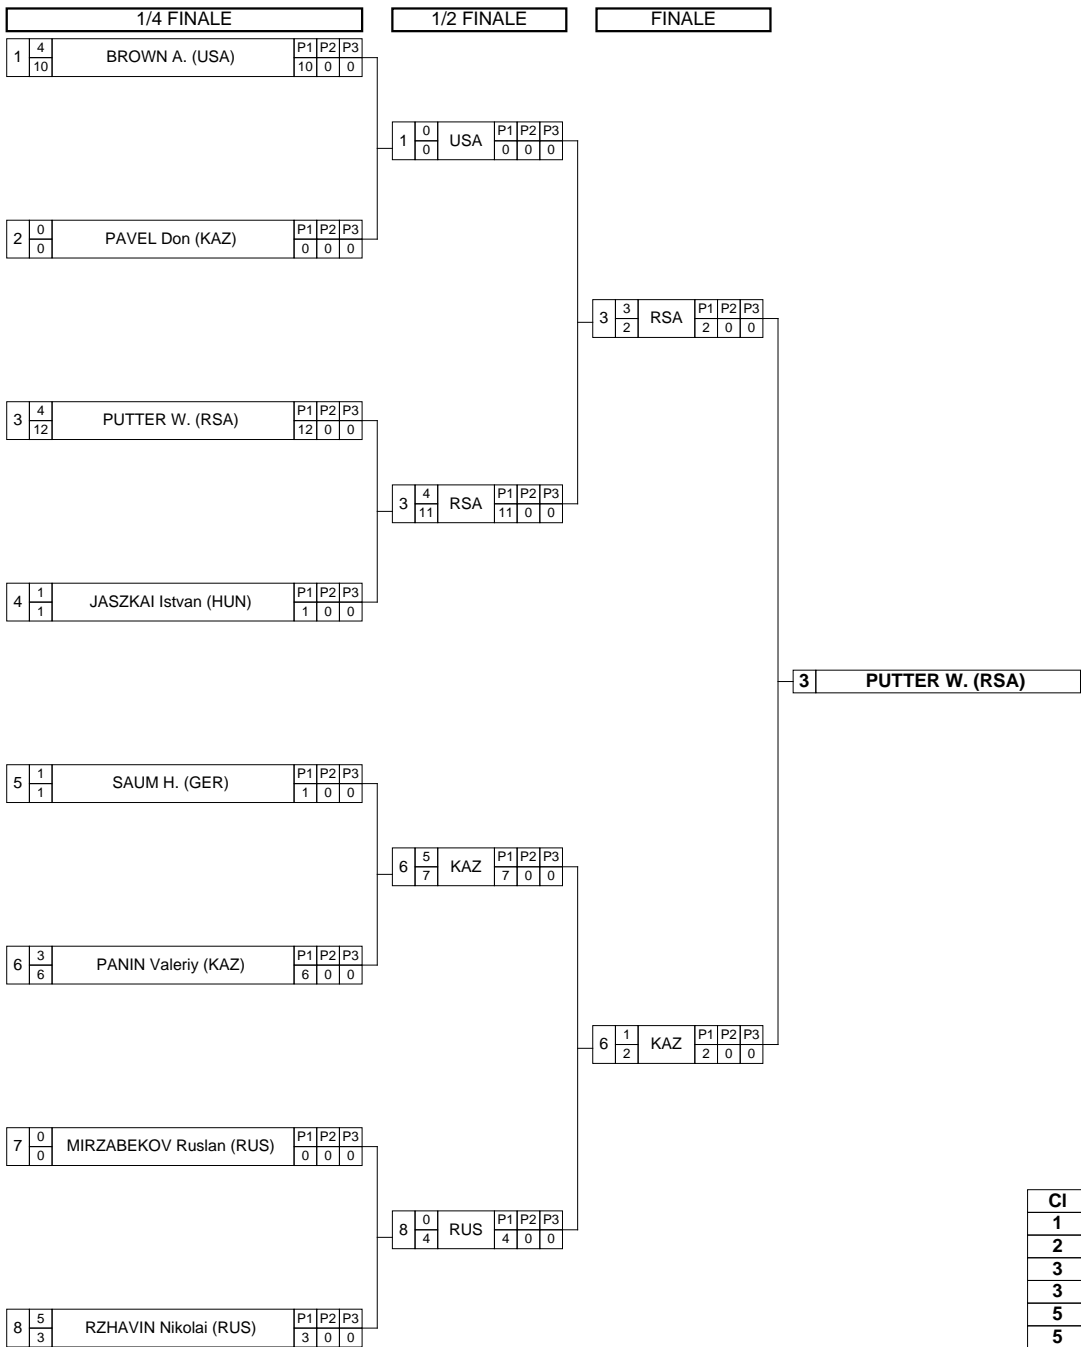 1/4 FINALE 1/2 FINALE FINALE
1 4 10 BROWN A. (USA) P1 P2 P3 10 0 0
1 0 0 USA P1 P2 P3 0 0 0
2 0 0 PAVEL Don (KAZ) P1 P2 P3 0 0 0
3 3 2 RSA P1 P2 P3 2 0 0
3 4 12 PUTTER W. (RSA) P1 P2 P3 12 0 0
3 4 11 RSA P1 P2 P3 11 0 0
4 1 1 JASZKAI Istvan (HUN) P1 P2 P3 1 0 0
3 PUTTER W. (RSA)
5 1 1 SAUM H. (GER) P1 P2 P3 1 0 0
6 5 7 KAZ P1 P2 P3 7 0 0
6 3 6 PANIN Valeriy (KAZ) P1 P2 P3 6 0 0
6 1 2 KAZ P1 P2 P3 2 0 0
7 0 0 MIRZABEKOV Ruslan (RUS) P1 P2 P3 0 0 0
8 0 4 RUS P1 P2 P3 4 0 0
8 5 3 RZHAVIN Nikolai (RUS) P1 P2 P3 3 0 0
Cl
1
2
3
3
5
5